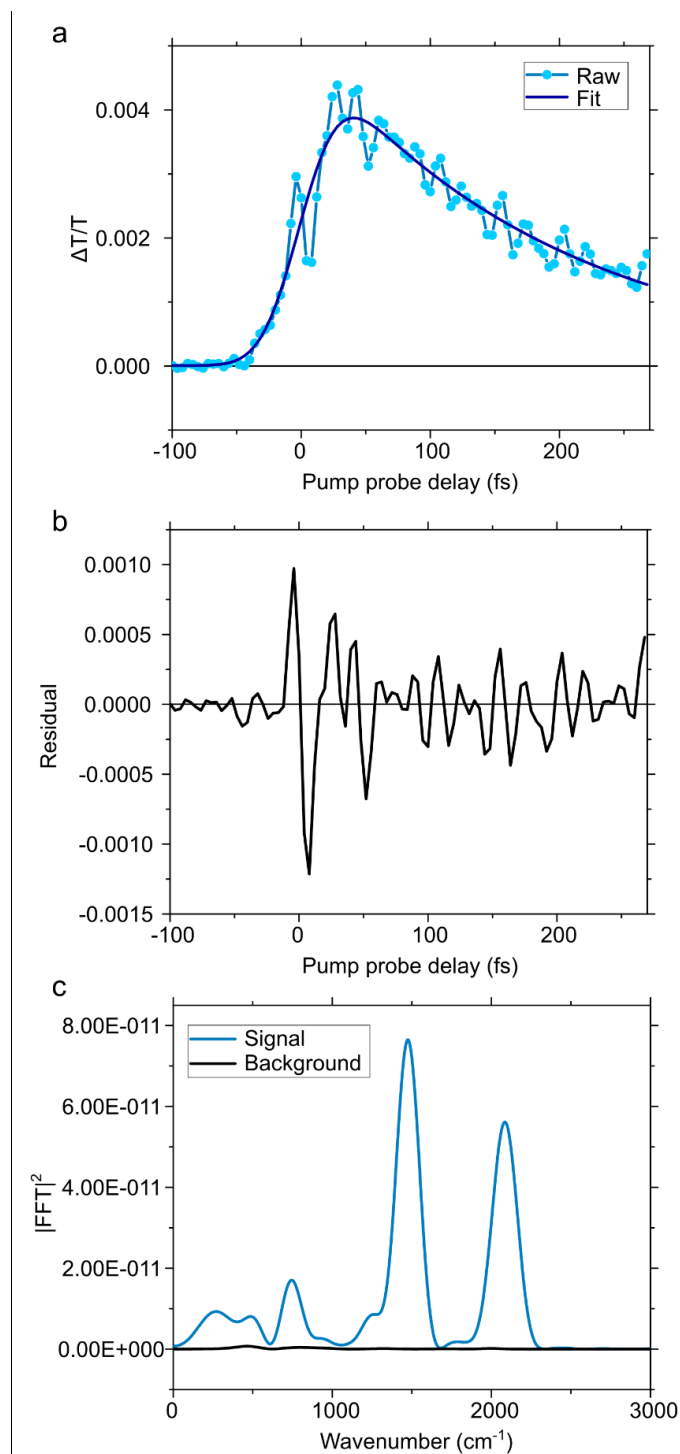 a
Raw
Fit
0.004
0.002
0.000
ΔT/T
-100
0
100
200
Pump probe delay (fs)
b
0.0010
0.0005
0.0000
-0.0005
-0.0010
-0.0015
Residual
-100
0
100
200
Pump probe delay (fs)
c
Signal
Background
8.00E-011
6.00E-011
4.00E-011
2.00E-011
0.00E+000
|FFT|²
0
1000
2000
3000
Wavenumber (cm⁻¹)